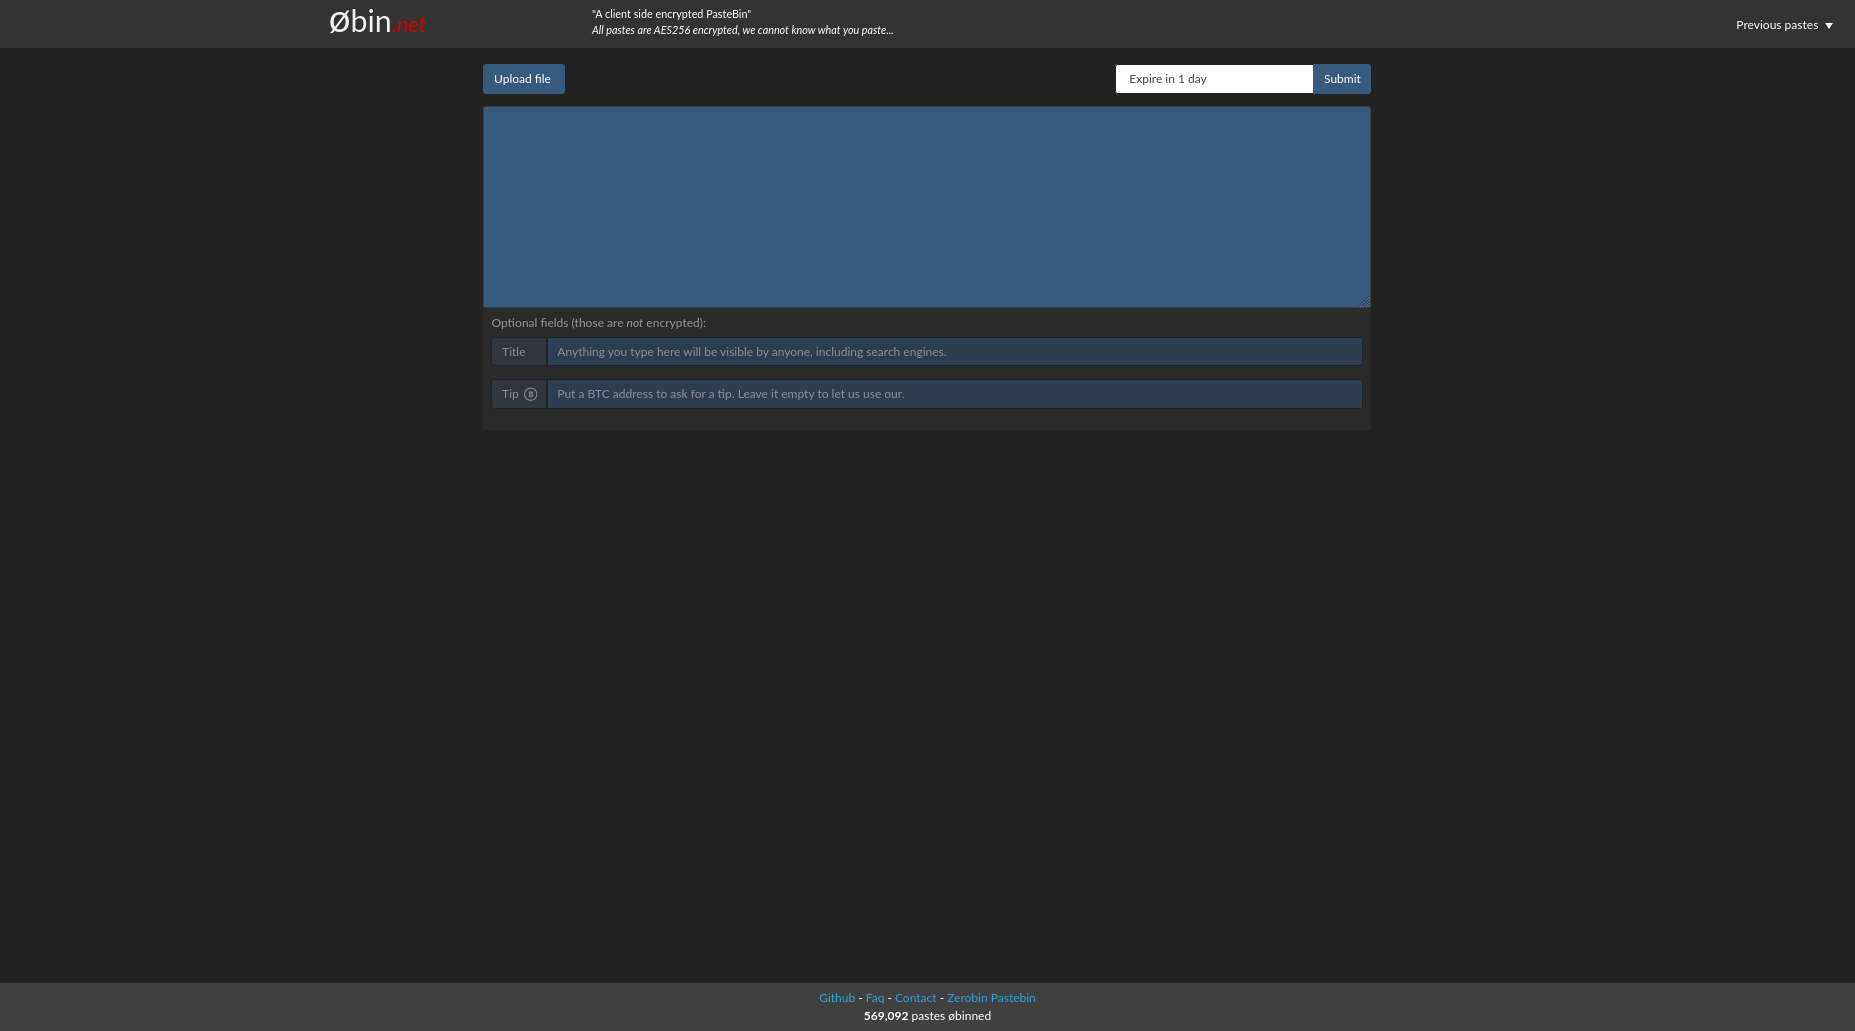 Øbin.net
"A client side encrypted PasteBin"
All pastes are AES256 encrypted, we cannot know what you paste...
Previous pastes
Upload file
Expire in 1 day
Submit
Optional fields (those are not encrypted):
Title
Anything you type here will be visible by anyone, including search engines.
Tip
Put a BTC address to ask for a tip. Leave it empty to let us use our.
Github - Faq - Contact - Zerobin Pastebin
569,092 pastes øbinned